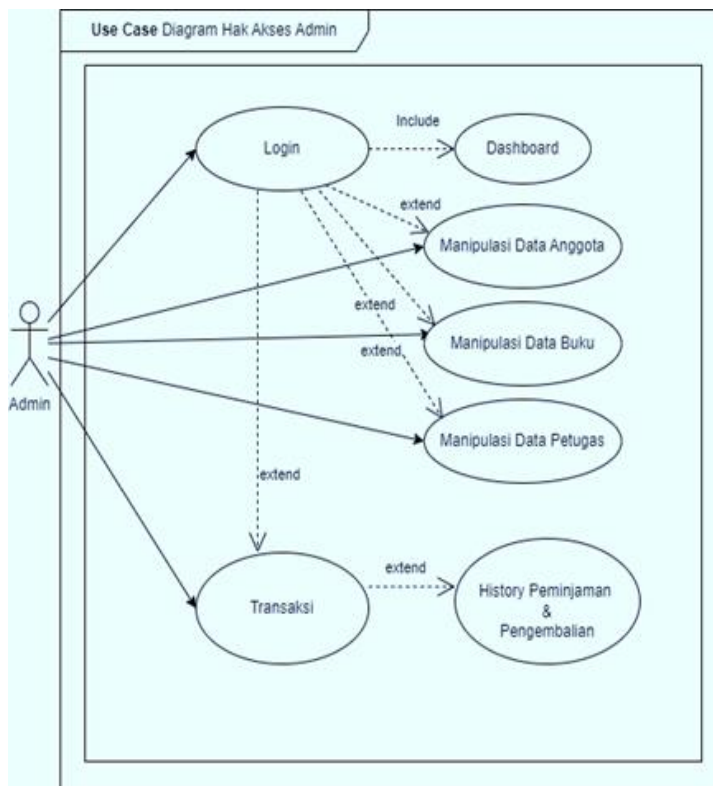 Use Case Diagram Hak Akses Admin
Login
Include
Dashboard
extend
Manipulasi Data Anggota
extend
Manipulasi Data Buku
extend
Manipulasi Data Petugas
Admin
extend
Transaksi
extend
History Peminjaman
&
Pengembalian